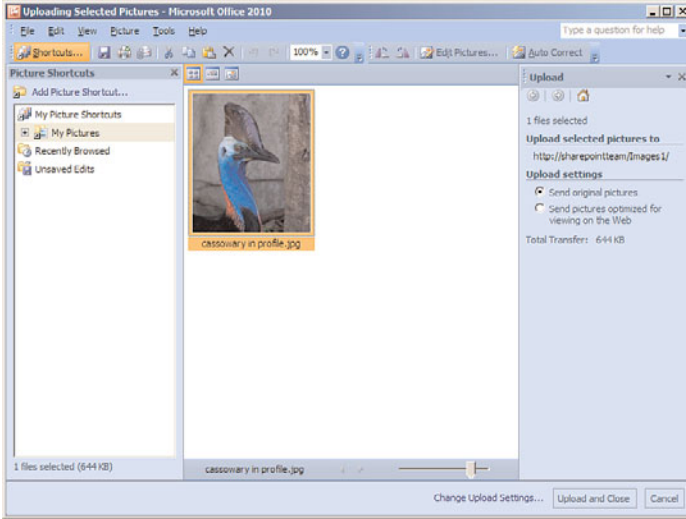 Uploading Selected Pictures - Microsoft Office 2010
File Edit View Picture Tools Help
Type a question for help
Shortcuts...
100%
Edit Pictures...
Auto Correct
Picture Shortcuts
Add Picture Shortcut...
My Picture Shortcuts
My Pictures
Recently Browsed
Unsaved Edits
cassowary in profile.jpg
Upload
1 files selected
Upload selected pictures to
http://sharepointteam/Images1/
Upload settings
Send original pictures
Send pictures optimized for
viewing on the Web
Total Transfer: 644 KB
1 files selected (644 KB)
cassowary in profile.jpg
Change Upload Settings...
Upload and Close
Cancel